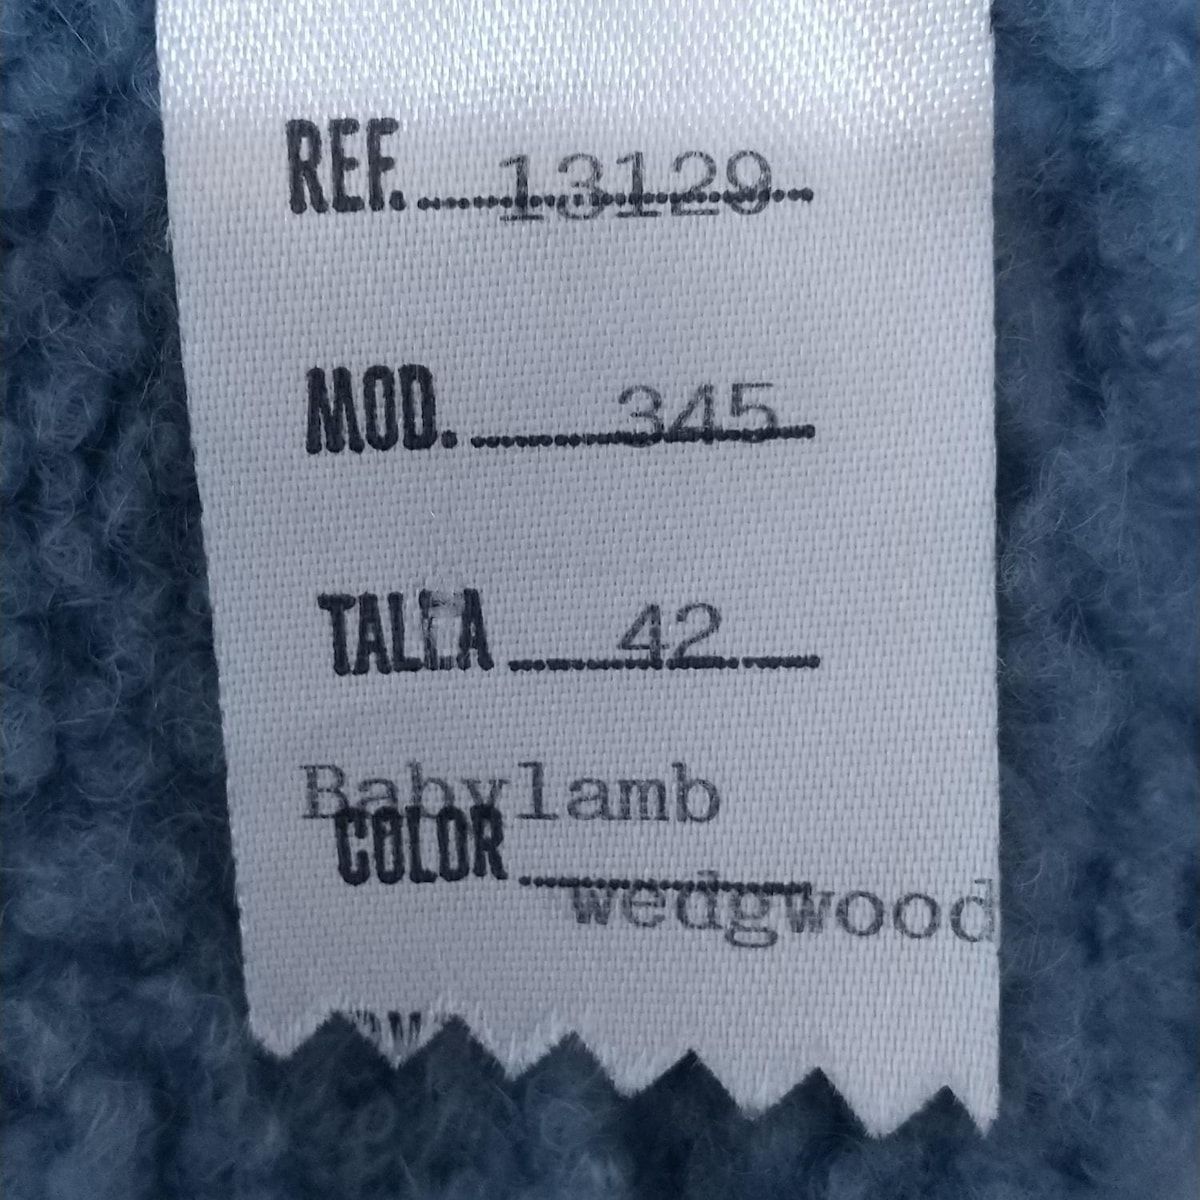 REF. 13129
MOD. 345
TALLA 42
Babylamb
COLOR wedgwood